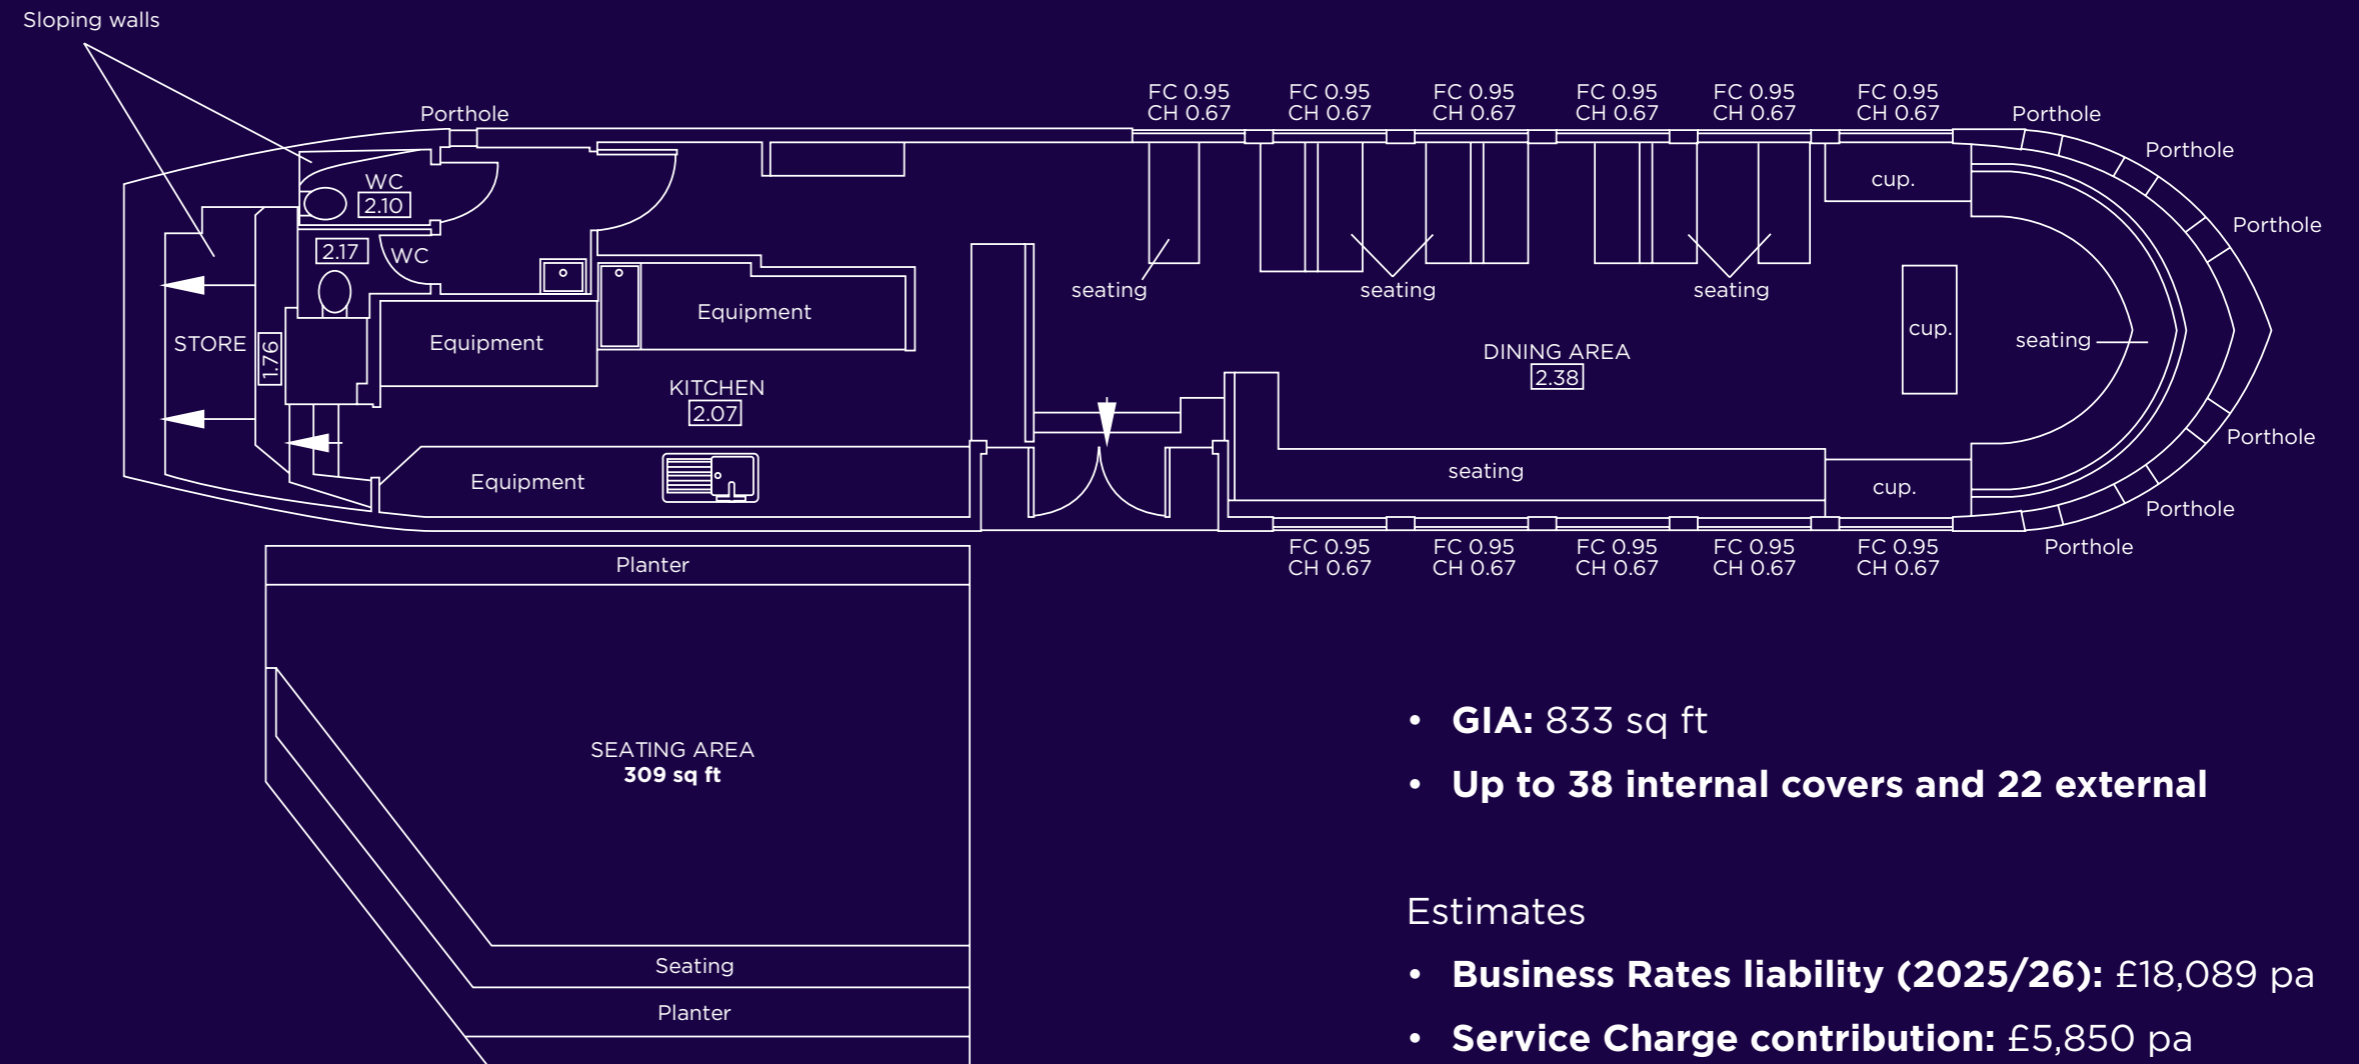 Sloping walls
Porthole
FC 0.95
CH 0.67
FC 0.95
CH 0.67
FC 0.95
CH 0.67
FC 0.95
CH 0.67
FC 0.95
CH 0.67
FC 0.95
CH 0.67
Porthole
Porthole
Porthole
WC
2.10
2.17
WC
cup.
seating
seating
seating
Equipment
Equipment
STORE
1.76
KITCHEN
2.07
DINING AREA
2.38
cup.
seating
Equipment
seating
cup.
Porthole
Porthole
Porthole
FC 0.95
CH 0.67
FC 0.95
CH 0.67
FC 0.95
CH 0.67
FC 0.95
CH 0.67
FC 0.95
CH 0.67
Planter
SEATING AREA
309 sq ft
Seating
Planter
• GIA: 833 sq ft
• Up to 38 internal covers and 22 external
Estimates
• Business Rates liability (2025/26): £18,089 pa
• Service Charge contribution: £5,850 pa